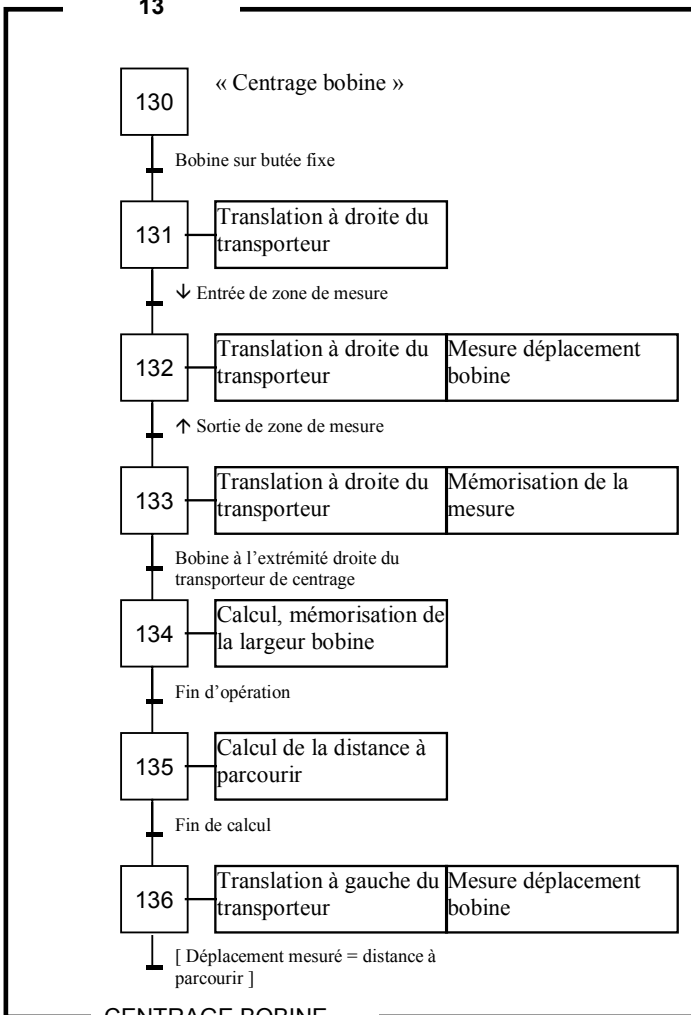 13
130
« Centrage bobine »
Bobine sur butée fixe
131
Translation à droite du
transporteur
↓ Entrée de zone de mesure
132
Translation à droite du
transporteur
Mesure déplacement
bobine
↑ Sortie de zone de mesure
133
Translation à droite du
transporteur
Mémorisation de la
mesure
Bobine à l’extrémité droite du
transporteur de centrage
134
Calcul, mémorisation de
la largeur bobine
Fin d’opération
135
Calcul de la distance à
parcourir
Fin de calcul
136
Translation à gauche du
transporteur
Mesure déplacement
bobine
[ Déplacement mesuré = distance à
parcourir ]
CENTRAGE BOBINE